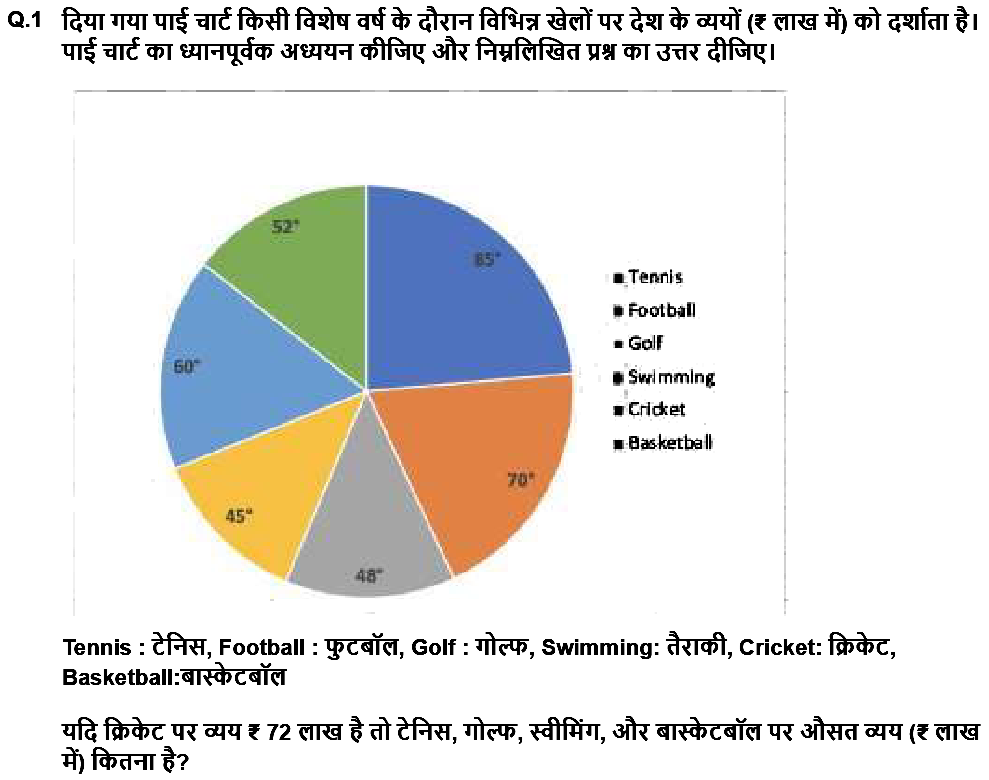 Q.1 दिया गया पाई चार्ट किसी विशेष वर्ष के दौरान विभिन्न खेलों पर देश के व्ययों (₹ लाख में) को दर्शाता है।
पाई चार्ट का ध्यानपूर्वक अध्ययन कीजिए और निम्नलिखित प्रश्न का उत्तर दीजिए।
52°
85°
60°
70°
45°
48°
Tennis
Football
Golf
Swimming
Cricket
Basketball
Tennis : टेनिस, Football : फुटबॉल, Golf : गोल्फ, Swimming: तैराकी, Cricket: क्रिकेट,
Basketball:बास्केटबॉल
यदि क्रिकेट पर व्यय ₹ 72 लाख है तो टेनिस, गोल्फ, स्वीमिंग, और बास्केटबॉल पर औसत व्यय (₹ लाख
में) कितना है?